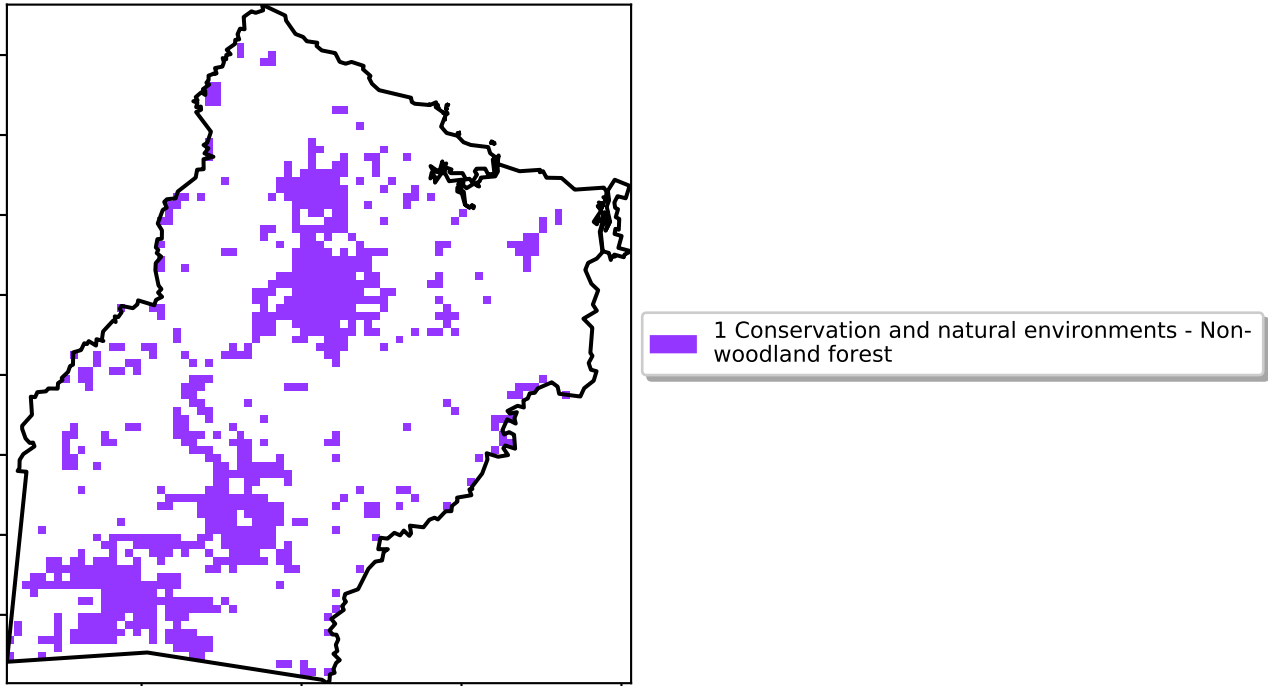 1 Conservation and natural environments - Non-
woodland forest